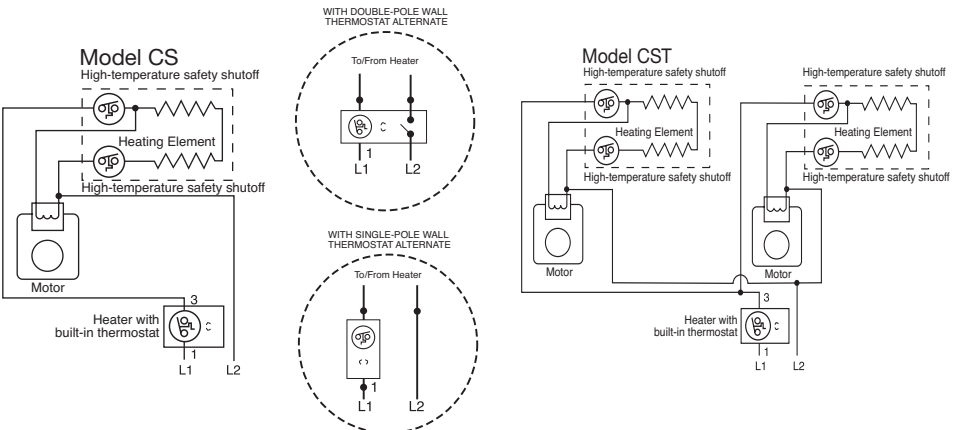 Model CS
High-temperature safety shutoff
Heating Element
High-temperature safety shutoff
Motor
3
Heater with
built-in thermostat
1
L1
L2
WITH DOUBLE-POLE WALL
THERMOSTAT ALTERNATE
To/From Heater
1
L1
L2
WITH SINGLE-POLE WALL
THERMOSTAT ALTERNATE
To/From Heater
1
L1
L2
Model CST
High-temperature safety shutoff
Heating Element
High-temperature safety shutoff
Motor
High-temperature safety shutoff
Heating Element
High-temperature safety shutoff
Motor
3
Heater with
built-in thermostat
1
L1
L2